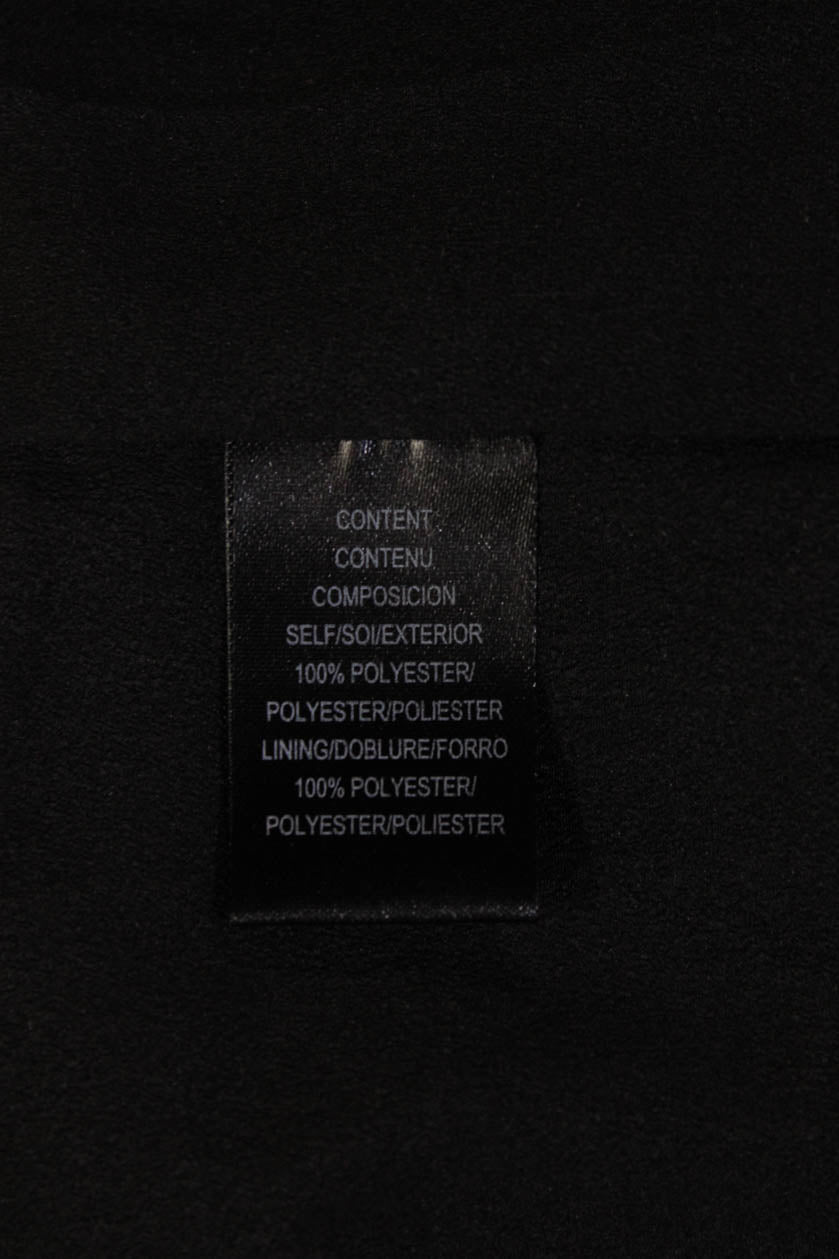 CONTENT
CONTENU
COMPOSICION
SELF/SOI/EXTERIOR
100% POLYESTER/
POLYESTER/POLIESTER
LINING/DOBLURE/FORRO
100% POLYESTER/
POLYESTER/POLIESTER